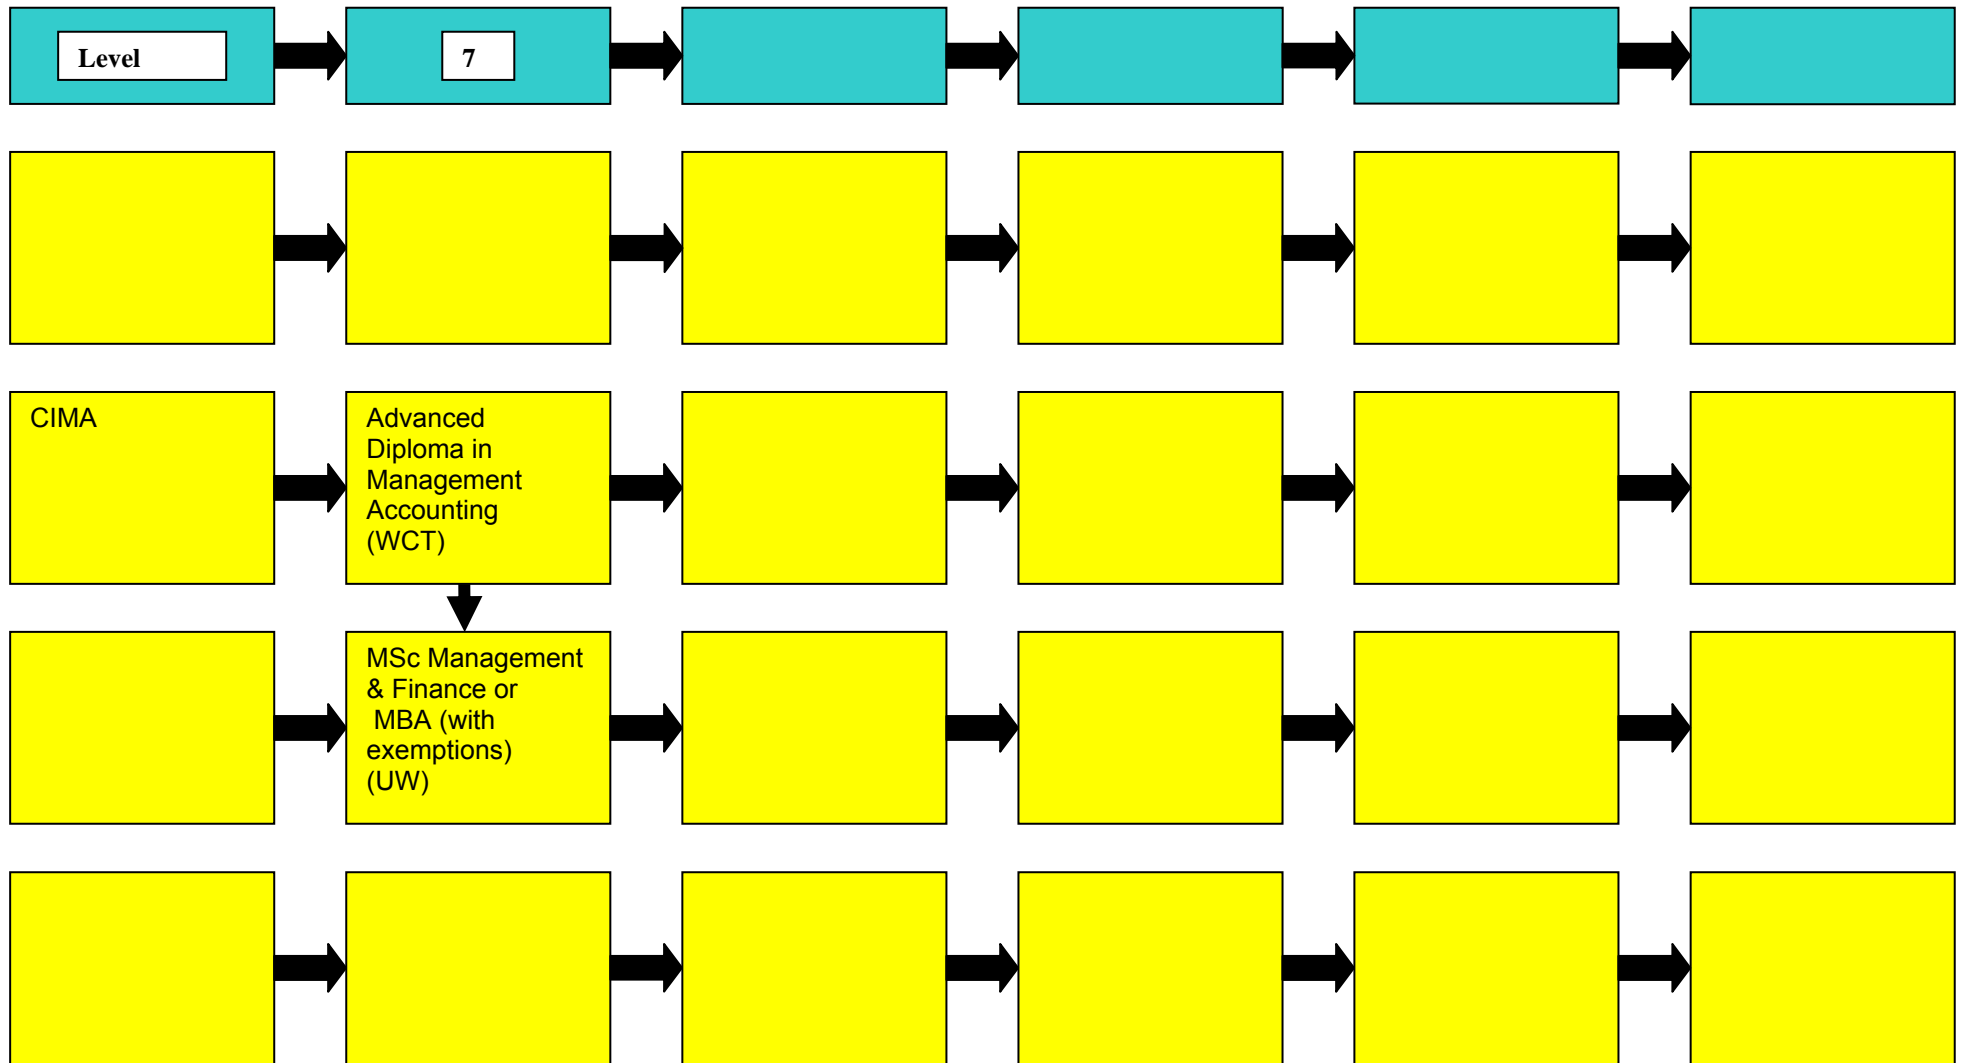 Level
7
CIMA
Advanced
Diploma in
Management
Accounting
(WCT)
MSc Management
& Finance or
MBA (with
exemptions)
(UW)